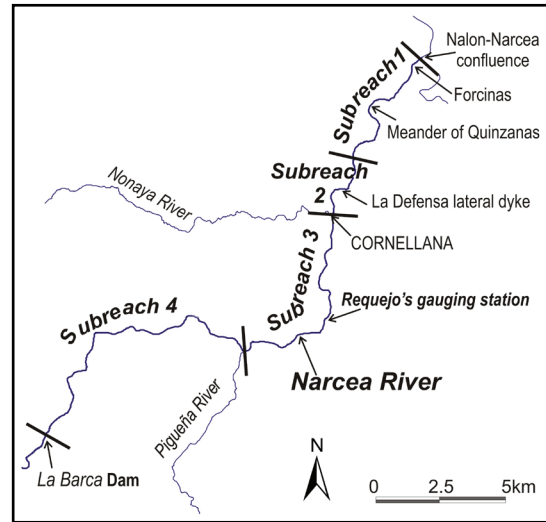 Nalon-Narcea
confluence
Subreach 1
Forcinas
Meander of Quinzanas
Subreach
2
Nonaya River
La Defensa lateral dyke
CORNELLANA
Subreach 3
Subreach 4
Requejo's gauging station
Narcea River
Pigueña River
La Barca Dam
N
0 2.5 5km